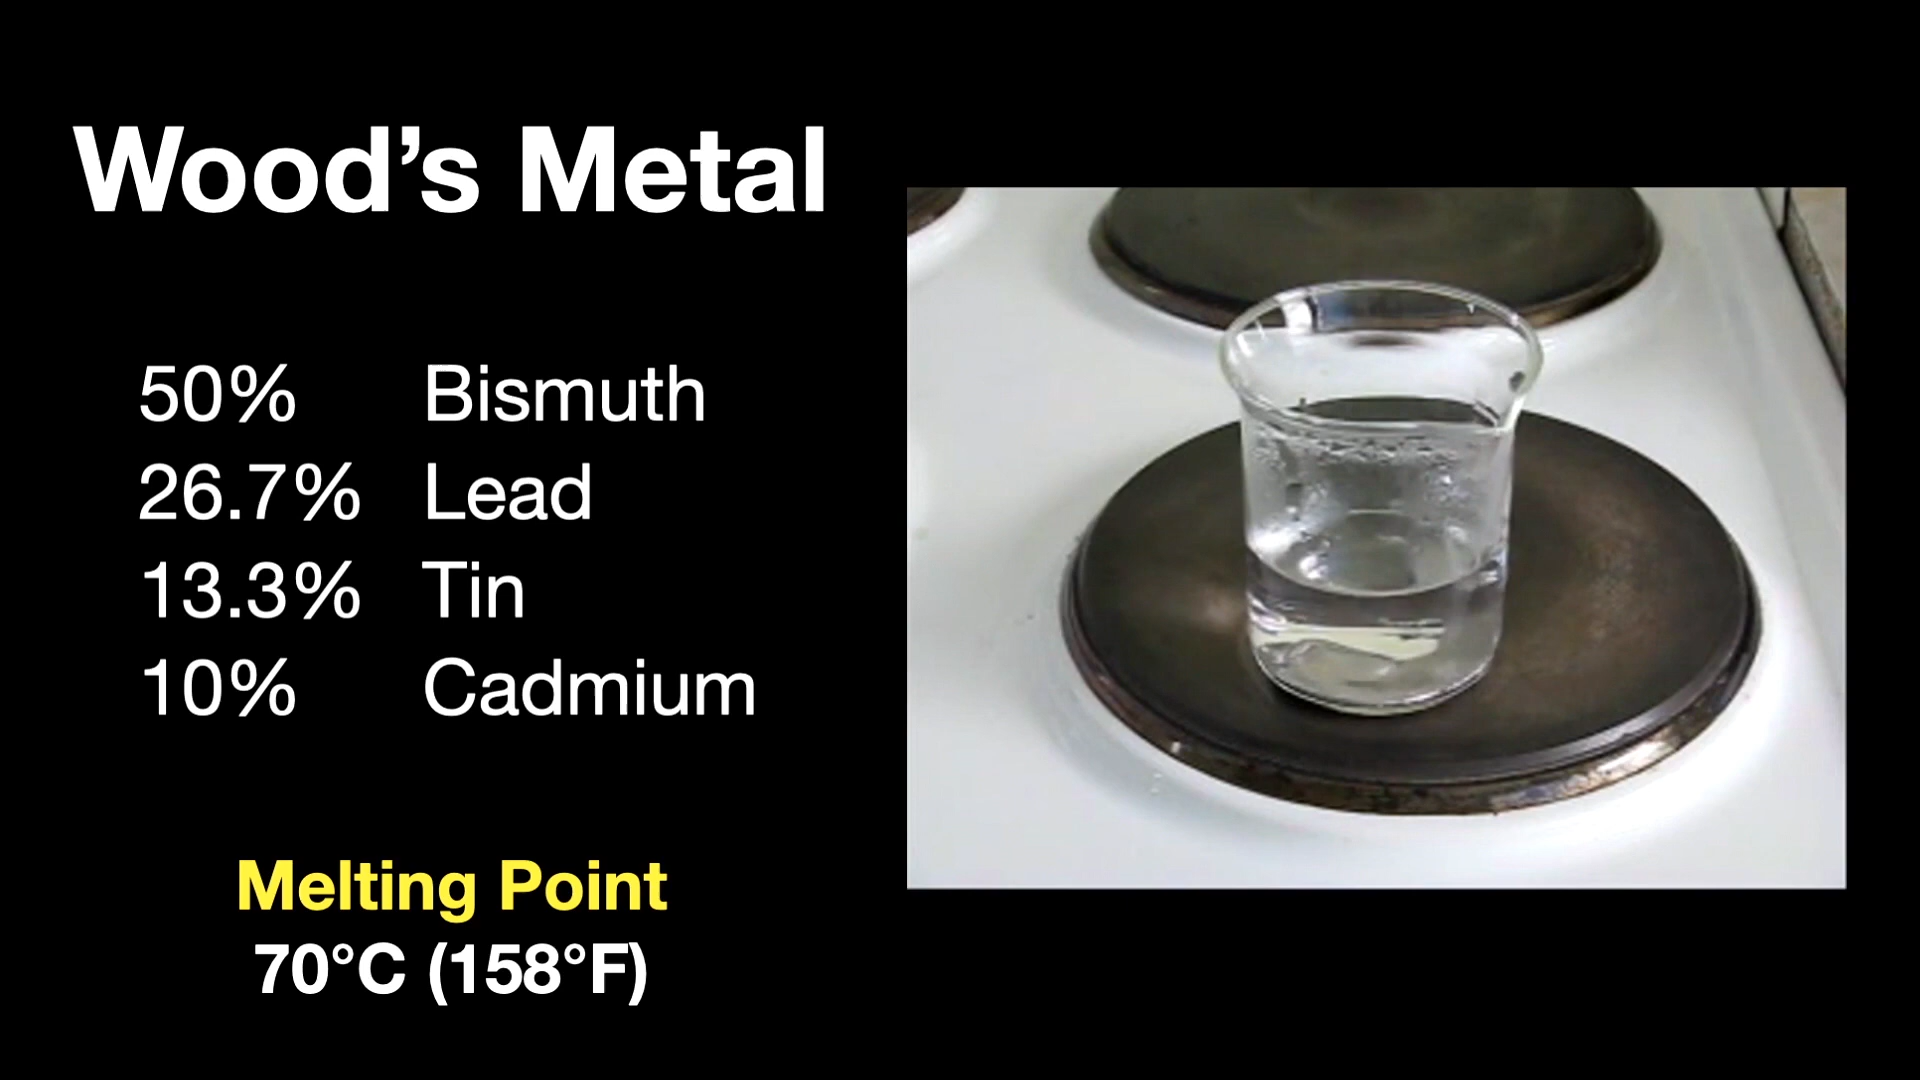 Wood’s Metal
50% Bismuth
26.7% Lead
13.3% Tin
10% Cadmium
Melting Point
70°C (158°F)